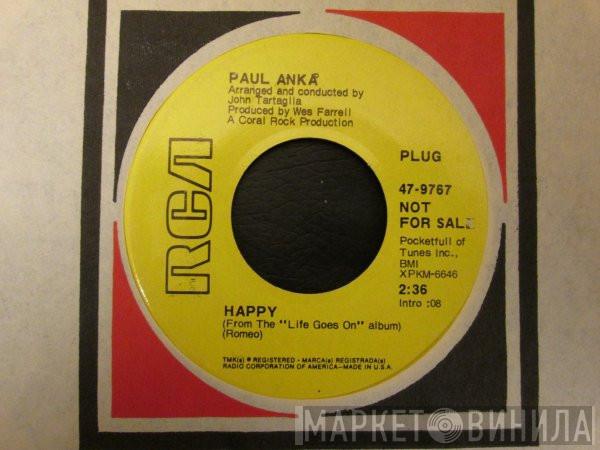 PAUL ANKA
Arranged and conducted by
John Tartaglia
Produced by Wes Farrell
A Coral Rock Production
RCA
PLUG
47-9767
NOT
FOR SALE
Pocketfull of
Tunes Inc.,
BMI
XPKM-6646
2:36
Intro :08
HAPPY
(From The "Life Goes On" album)
(Romeo)
TMK(s) ® REGISTERED - MARCA(s) REGISTRADA(s)
RADIO CORPORATION OF AMERICA-MADE IN U.S.A.
МАРКЕТ ВИНИЛА